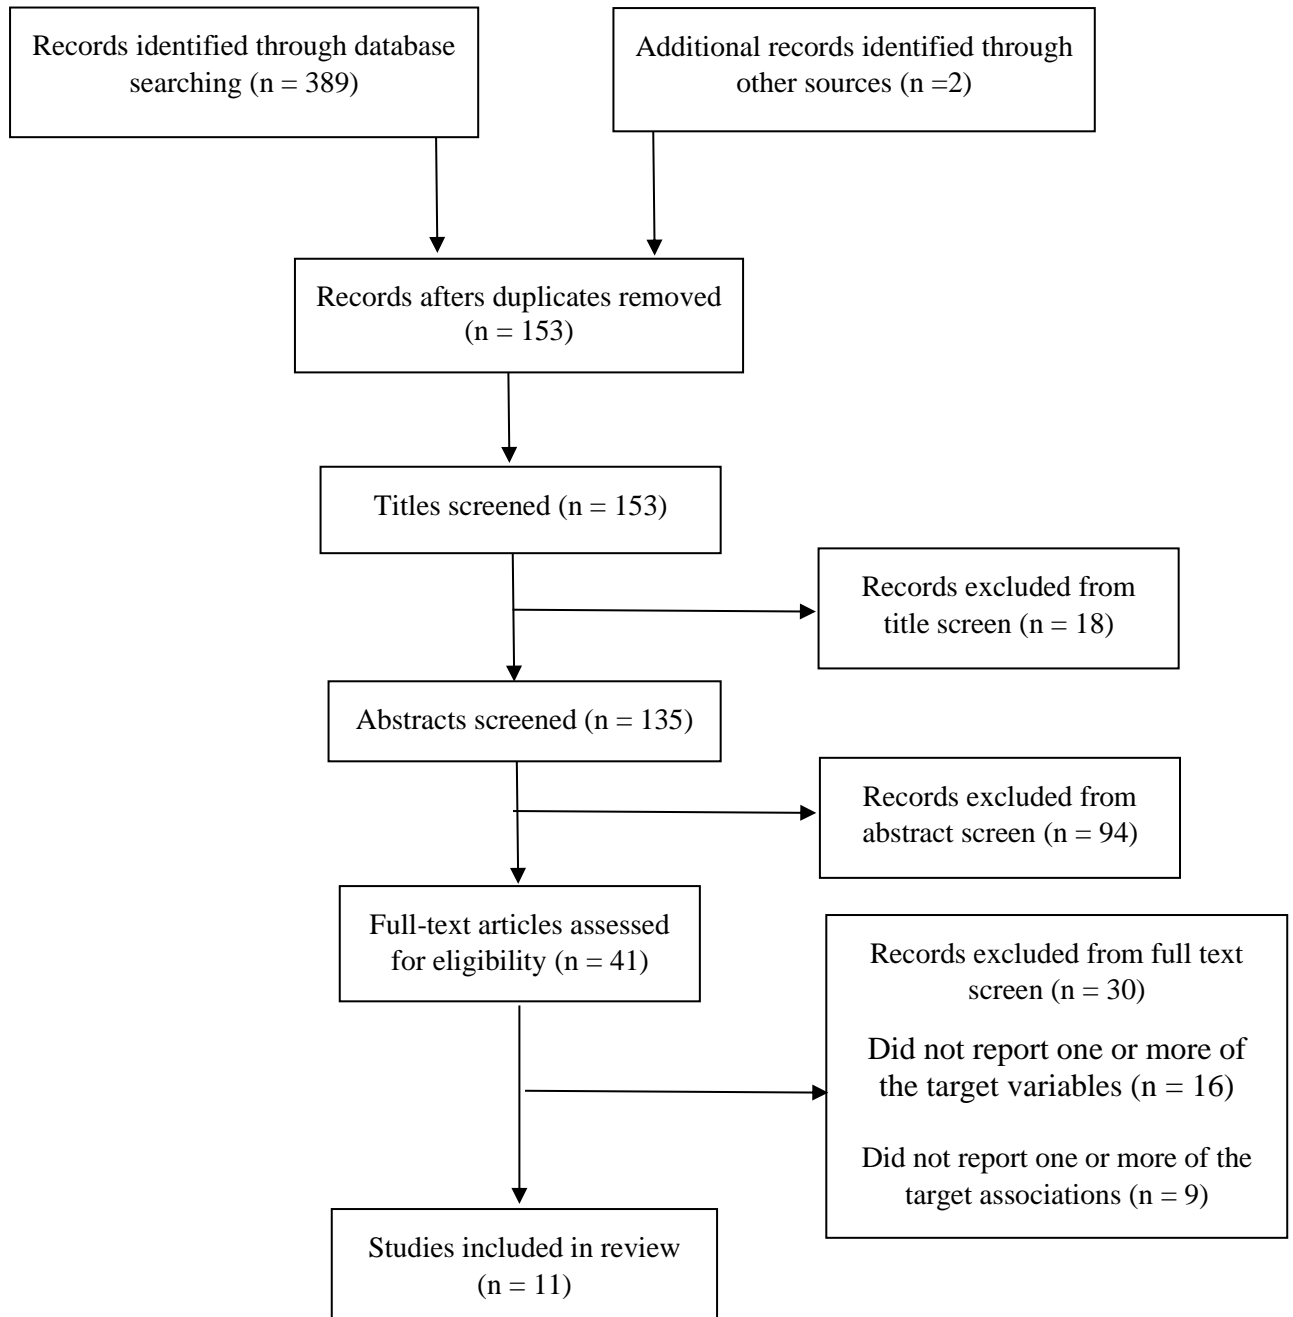 Records identified through database
searching (n = 389)
Additional records identified through
other sources (n =2)
Records afters duplicates removed
(n = 153)
Titles screened (n = 153)
Records excluded from
title screen (n = 18)
Abstracts screened (n = 135)
Records excluded from
abstract screen (n = 94)
Full-text articles assessed
for eligibility (n = 41)
Records excluded from full text
screen (n = 30)
Did not report one or more of
the target variables (n = 16)
Did not report one or more of the
target associations (n = 9)
Studies included in review
(n = 11)